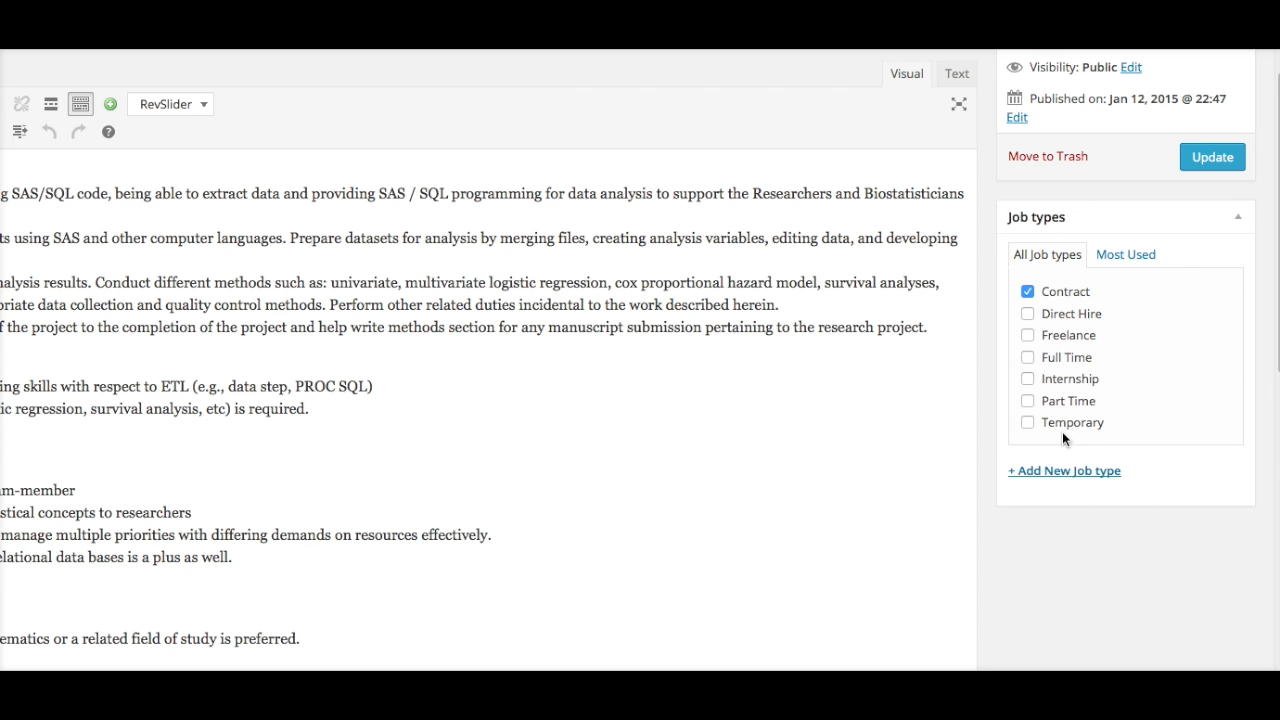 Visual Text
RevSlider
g SAS/SQL code, being able to extract data and providing SAS / SQL programming for data analysis to support the Researchers and Biostatisticians
ts using SAS and other computer languages. Prepare datasets for analysis by merging files, creating analysis variables, editing data, and developing
nalysis results. Conduct different methods such as: univariate, multivariate logistic regression, cox proportional hazard model, survival analyses,
priate data collection and quality control methods. Perform other related duties incidental to the work described herein.
f the project to the completion of the project and help write methods section for any manuscript submission pertaining to the research project.
ing skills with respect to ETL (e.g., data step, PROC SQL)
ic regression, survival analysis, etc) is required.
m-member
stical concepts to researchers
manage multiple priorities with differing demands on resources effectively.
elational data bases is a plus as well.
ematics or a related field of study is preferred.
Visibility: Public Edit
Published on: Jan 12, 2015 @ 22:47
Edit
Move to Trash Update
Job types
All Job types Most Used
Contract
Direct Hire
Freelance
Full Time
Internship
Part Time
Temporary
+ Add New Job type